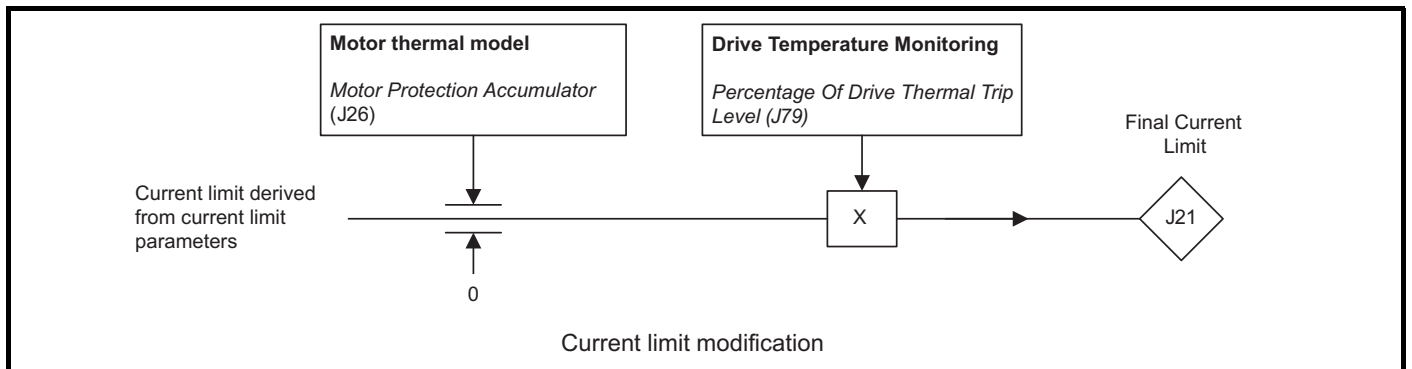 Motor thermal model
Motor Protection Accumulator
(J26)
Drive Temperature Monitoring
Percentage Of Drive Thermal Trip
Level (J79)
Final Current
Limit
Current limit derived
from current limit
parameters
X
J21
0
Current limit modification